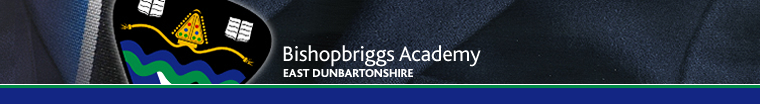 Bishopbriggs Academy
EAST DUNBARTONSHIRE